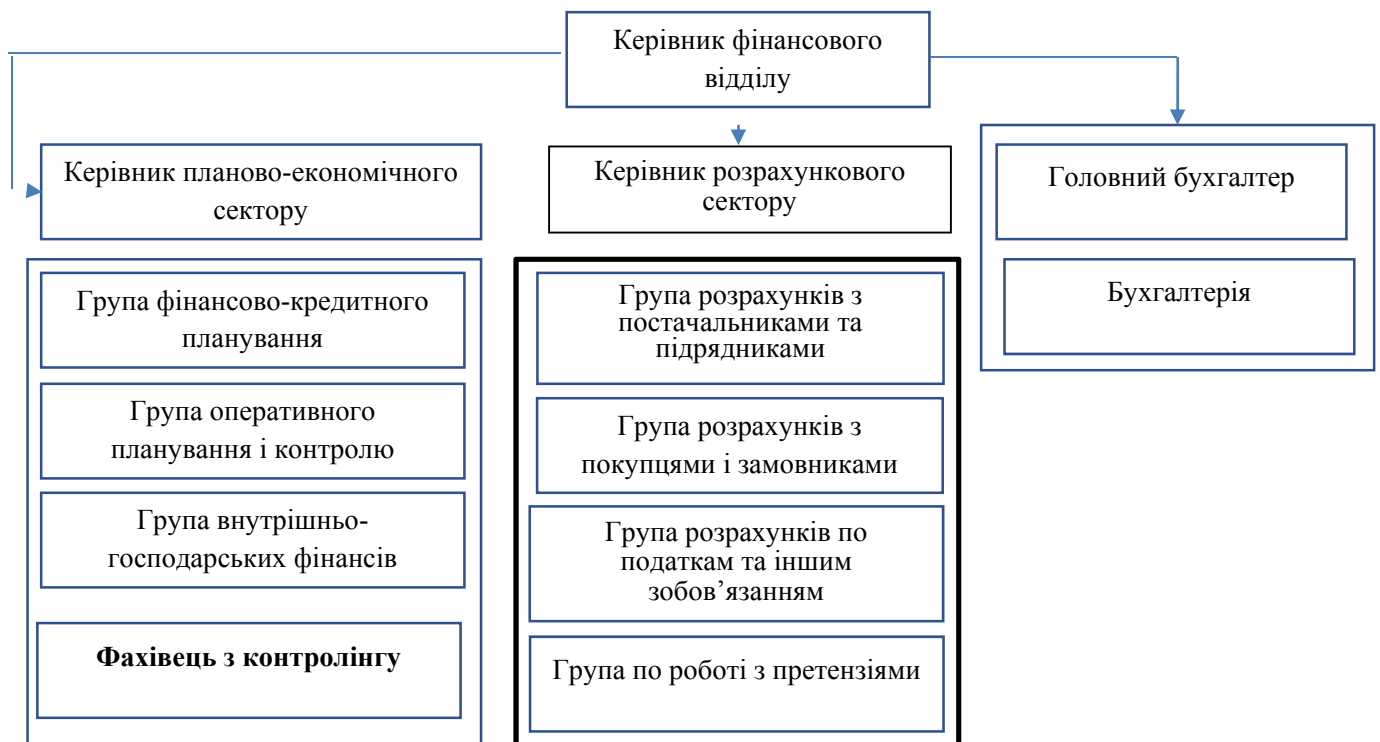 Керівник фінансового
відділу
Керівник планово-економічного
сектору
Керівник розрахункового
сектору
Головний бухгалтер
Бухгалтерія
Група фінансово-кредитного
планування
Група оперативного
планування і контролю
Група внутрішньо-
господарських фінансів
Фахівець з контролінгу
Група розрахунків з
постачальниками та
підрядниками
Група розрахунків з
покупцями і замовниками
Група розрахунків по
податкам та іншим
зобов’язанням
Група по роботі з претензіями